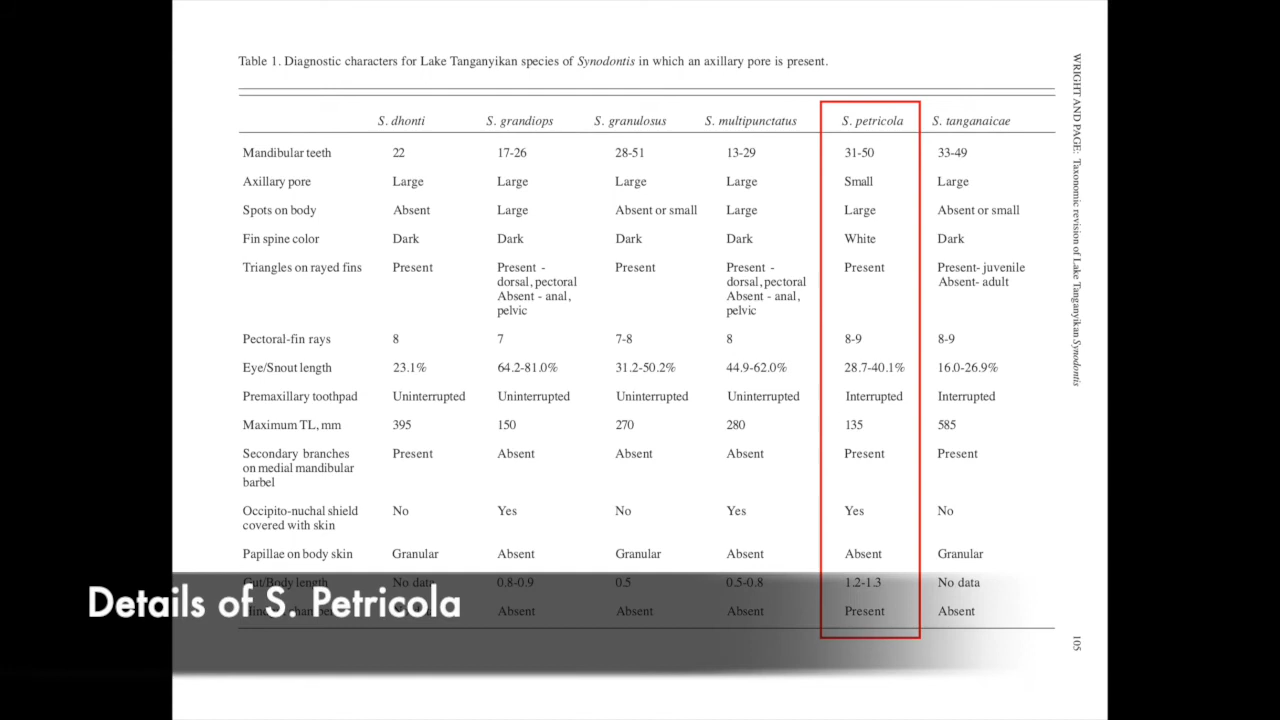 Table 1. Diagnostic characters for Lake Tanganyikan species of Synodontis in which an axillary pore is present.
S. dhonti S. grandiops S. granulosus S. multipunctatus S. petricola S. tanganaicae
Mandibular teeth 22 17-26 28-51 13-29 31-50 33-49
Axillary pore Large Large Large Large Small Large
Spots on body Absent Large Absent or small Large Large Absent or small
Fin spine color Dark Dark Dark Dark White Dark
Triangles on rayed fins Present Present - Present Present - Present Present- juvenile
dorsal, pectoral dorsal, pectoral Absent- adult
Absent - anal, Absent - anal,
pelvic pelvic
Pectoral-fin rays 8 7 7-8 8 8-9 8-9
Eye/Snout length 23.1% 64.2-81.0% 31.2-50.2% 44.9-62.0% 28.7-40.1% 16.0-26.9%
Premaxillary toothpad Uninterrupted Uninterrupted Uninterrupted Uninterrupted Interrupted Interrupted
Maximum TL, mm 395 150 270 280 135 585
Secondary branches Present Absent Absent Absent Present Present
on medial mandibular
barbel
Occipito-nuchal shield No Yes No Yes Yes No
covered with skin
Papillae on body skin Granular Absent Granular Absent Absent Granular
Gut/Body length No data 0.8-0.9 0.5 0.5-0.8 1.2-1.3 No data
Absent Absent Absent Present Absent
Details of S. Petricola
WRIGHT AND PAGE: Taxonomic revision of Lake Tanganyikan Synodontis
105